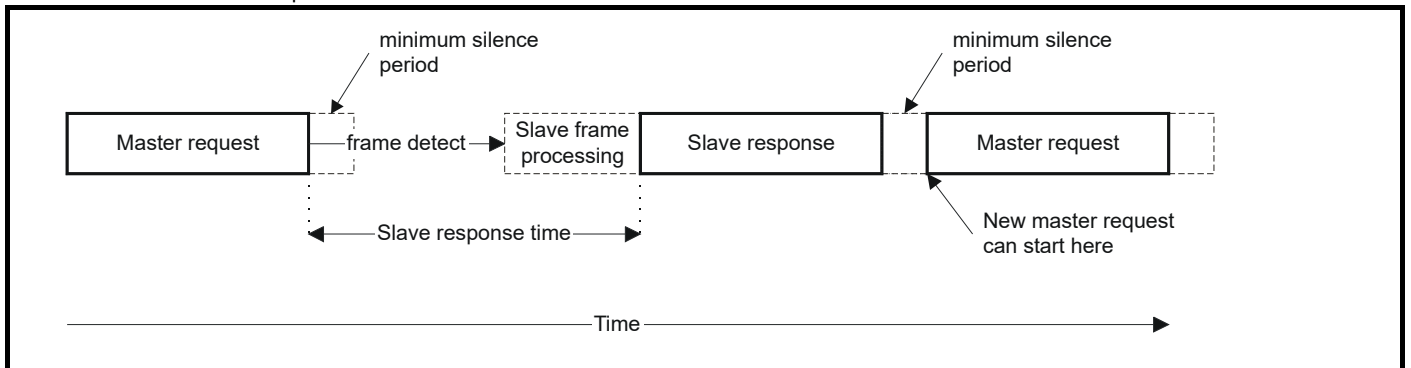 minimum silence
period
minimum silence
period
Master request
frame detect
Slave frame
processing
Slave response
Master request
Slave response time
New master request
can start here
Time